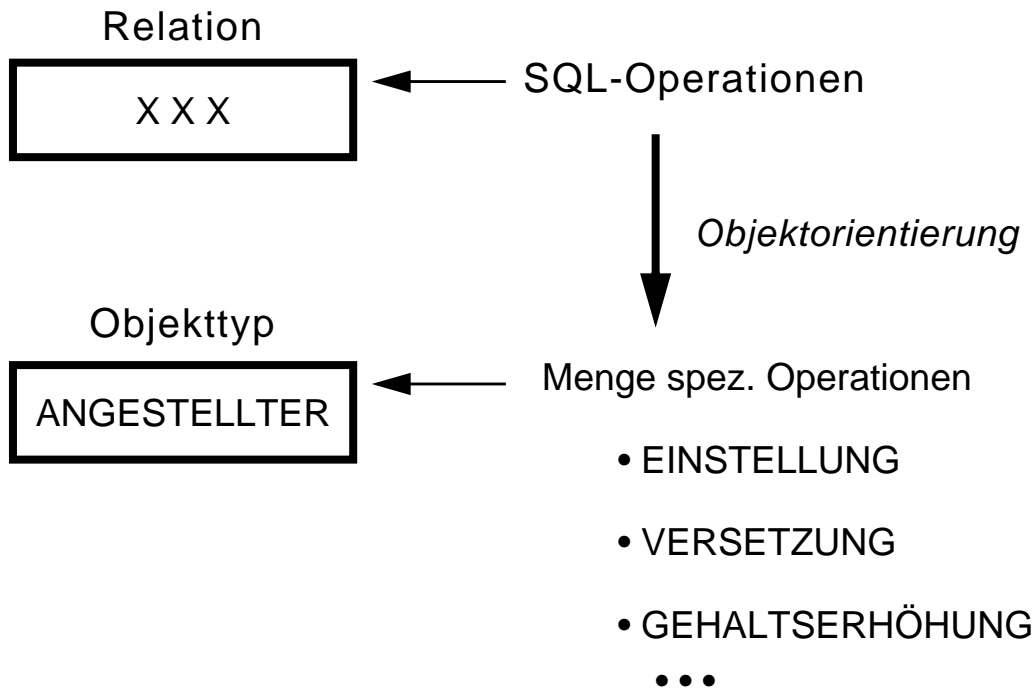 Relation
X X X
SQL-Operationen
Objektorientierung
Objekttyp
ANGESTELLTER
Menge spez. Operationen
• EINSTELLUNG
• VERSETZUNG
• GEHALTSERHÖHUNG
• • •